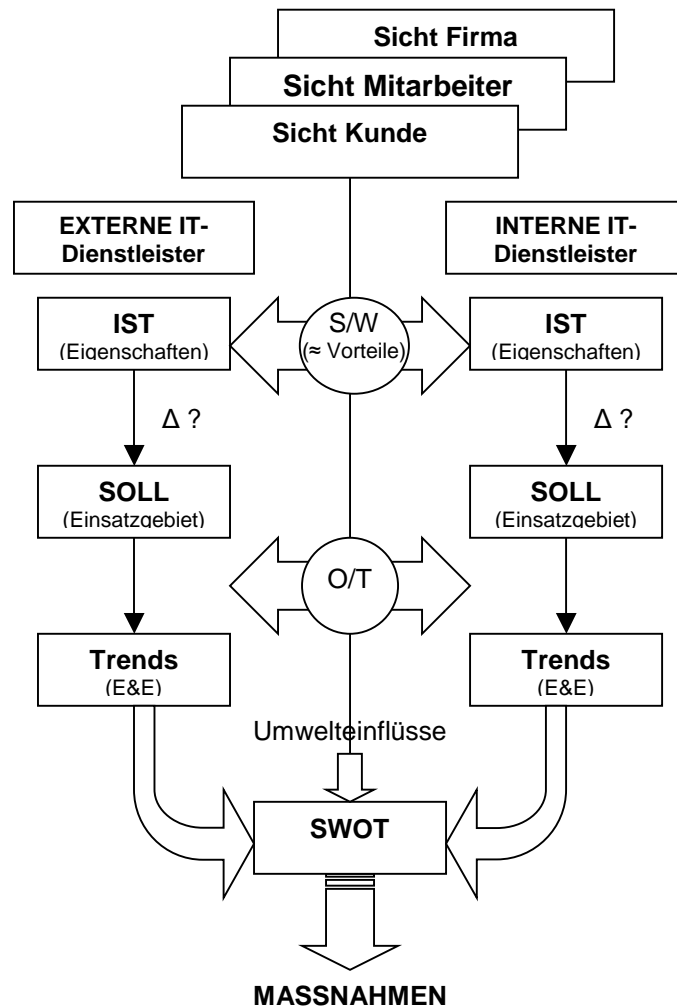 Sicht Firma
Sicht Mitarbeiter
Sicht Kunde
EXTERNE IT-
Dienstleister
INTERNE IT-
Dienstleister
IST
(Eigenschaften)
S/W
(≈ Vorteile)
IST
(Eigenschaften)
Δ ?
Δ ?
SOLL
(Einsatzgebiet)
SOLL
(Einsatzgebiet)
O/T
Trends
(E&E)
Trends
(E&E)
Umwelteinflüsse
SWOT
MASSNAHMEN